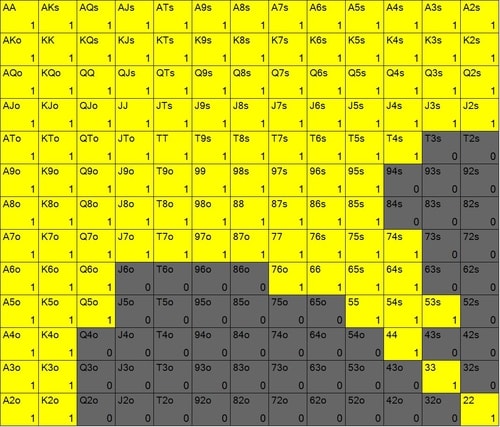 AA AKs AQs AJs ATs A9s A8s A7s A6s A5s A4s A3s A2s
1 1 1 1 1 1 1 1 1 1 1 1 1
AKo KK KQs KJs KTs K9s K8s K7s K6s K5s K4s K3s K2s
1 1 1 1 1 1 1 1 1 1 1 1 1
AQo KQo QQ QJs QTs Q9s Q8s Q7s Q6s Q5s Q4s Q3s Q2s
1 1 1 1 1 1 1 1 1 1 1 1 1
AJo KJo QJo JJ JTs J9s J8s J7s J6s J5s J4s J3s J2s
1 1 1 1 1 1 1 1 1 1 1 1 1
ATo KTo QTo JTo TT T9s T8s T7s T6s T5s T4s T3s T2s
1 1 1 1 1 1 1 1 1 1 1 0 0
A9o K9o Q9o J9o T9o 99 98s 97s 96s 95s 94s 93s 92s
1 1 1 1 1 1 1 1 1 1 0 0 0
A8o K8o Q8o J8o T8o 98o 88 87s 86s 85s 84s 83s 82s
1 1 1 1 1 1 1 1 1 1 0 0 0
A7o K7o Q7o J7o T7o 97o 87o 77 76s 75s 74s 73s 72s
1 1 1 1 1 1 1 1 1 1 1 0 0
A6o K6o Q6o J6o T6o 96o 86o 76o 66 65s 64s 63s 62s
1 1 1 0 0 0 0 1 1 1 1 0 0
A5o K5o Q5o J5o T5o 95o 85o 75o 65o 55 54s 53s 52s
1 1 1 0 0 0 0 0 0 1 1 1 0
A4o K4o Q4o J4o T4o 94o 84o 74o 64o 54o 44 43s 42s
1 1 0 0 0 0 0 0 0 0 1 0 0
A3o K3o Q3o J3o T3o 93o 83o 73o 63o 53o 43o 33 32s
1 1 0 0 0 0 0 0 0 0 0 1 0
A2o K2o Q2o J2o T2o 92o 82o 72o 62o 52o 42o 32o 22
1 1 0 0 0 0 0 0 0 0 0 0 1